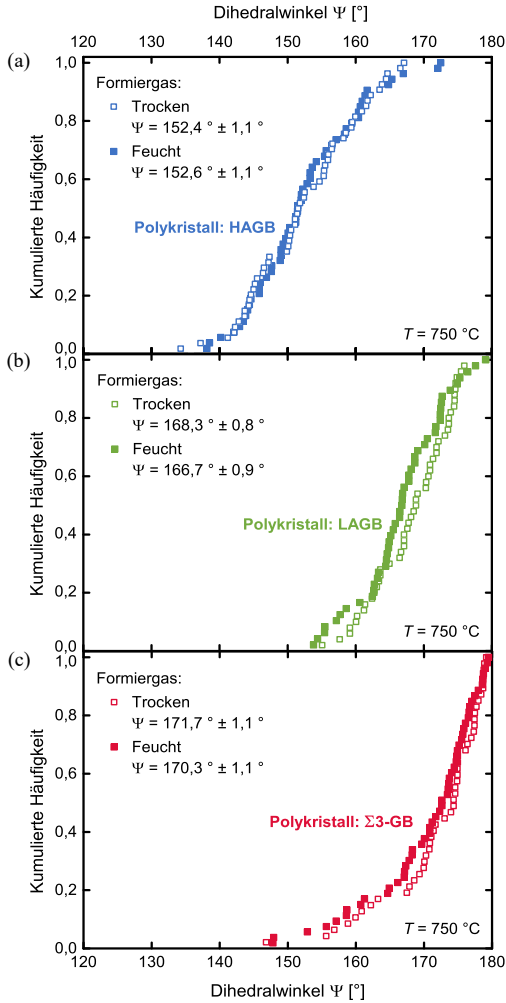 Dihedralwinkel Ψ [°]
120 130 140 150 160 170 180
(a)
1,0
0,8
0,6
0,4
0,2
0,0
Kumulierte Häufigkeit
Formiergas:
Trocken
Ψ = 152,4 ° ± 1,1 °
Feucht
Ψ = 152,6 ° ± 1,1 °
Polykristall: HAGB
T = 750 °C
(b)
1,0
0,8
0,6
0,4
0,2
0,0
Kumulierte Häufigkeit
Formiergas:
Trocken
Ψ = 168,3 ° ± 0,8 °
Feucht
Ψ = 166,7 ° ± 0,9 °
Polykristall: LAGB
T = 750 °C
(c)
1,0
0,8
0,6
0,4
0,2
0,0
Kumulierte Häufigkeit
Formiergas:
Trocken
Ψ = 171,7 ° ± 1,1 °
Feucht
Ψ = 170,3 ° ± 1,1 °
Polykristall: Σ3-GB
T = 750 °C
120 130 140 150 160 170 180
Dihedralwinkel Ψ [°]